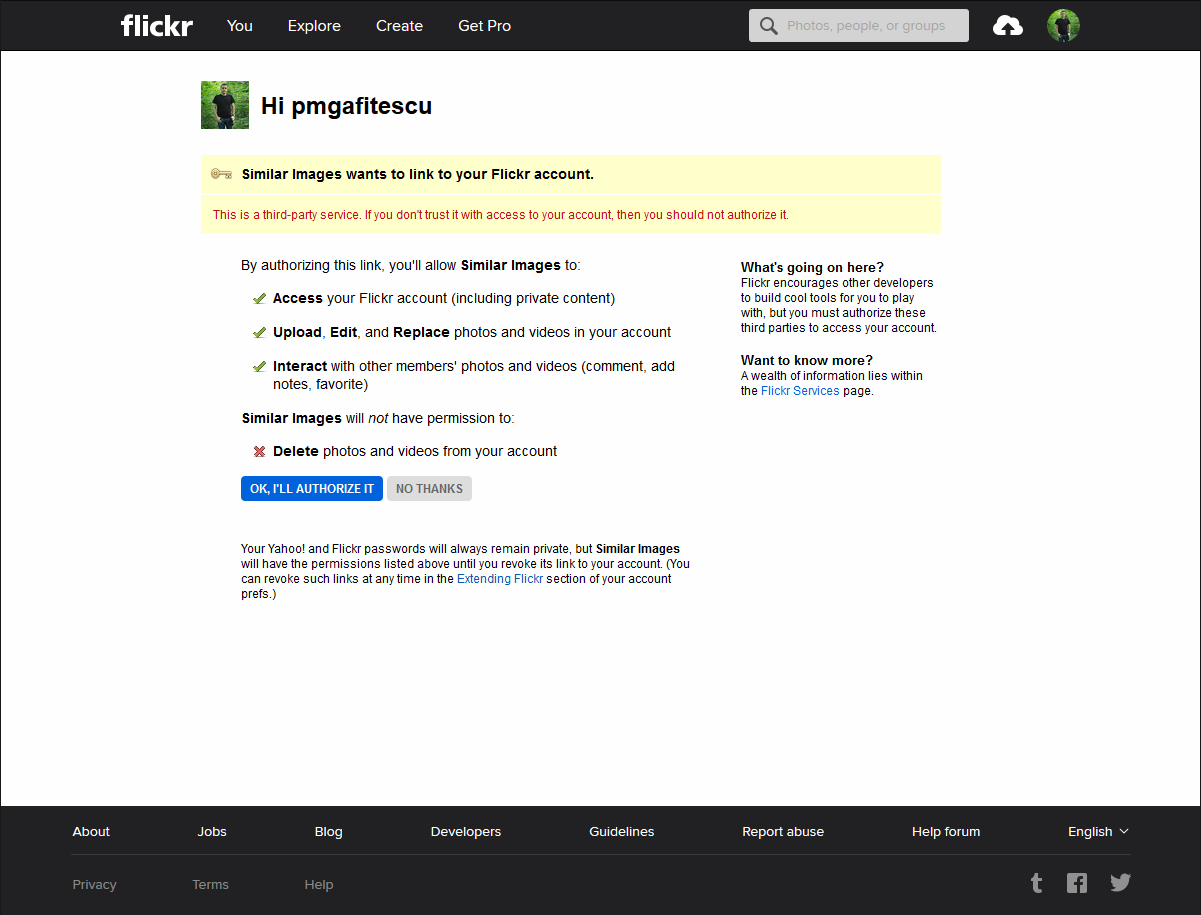 flickr You Explore Create Get Pro Photos, people, or groups
Hi pmgafitescu
Similar Images wants to link to your Flickr account.
This is a third-party service. If you don't trust it with access to your account, then you should not authorize it.
By authorizing this link, you'll allow Similar Images to:
Access your Flickr account (including private content)
Upload, Edit, and Replace photos and videos in your account
Interact with other members' photos and videos (comment, add
notes, favorite)
Similar Images will not have permission to:
Delete photos and videos from your account
OK, I'LL AUTHORIZE IT NO THANKS
Your Yahoo! and Flickr passwords will always remain private, but Similar Images
will have the permissions listed above until you revoke its link to your account. (You
can revoke such links at any time in the Extending Flickr section of your account
prefs.)
What's going on here?
Flickr encourages other developers
to build cool tools for you to play
with, but you must authorize these
third parties to access your account.
Want to know more?
A wealth of information lies within
the Flickr Services page.
About Jobs Blog Developers Guidelines Report abuse Help forum English
Privacy Terms Help